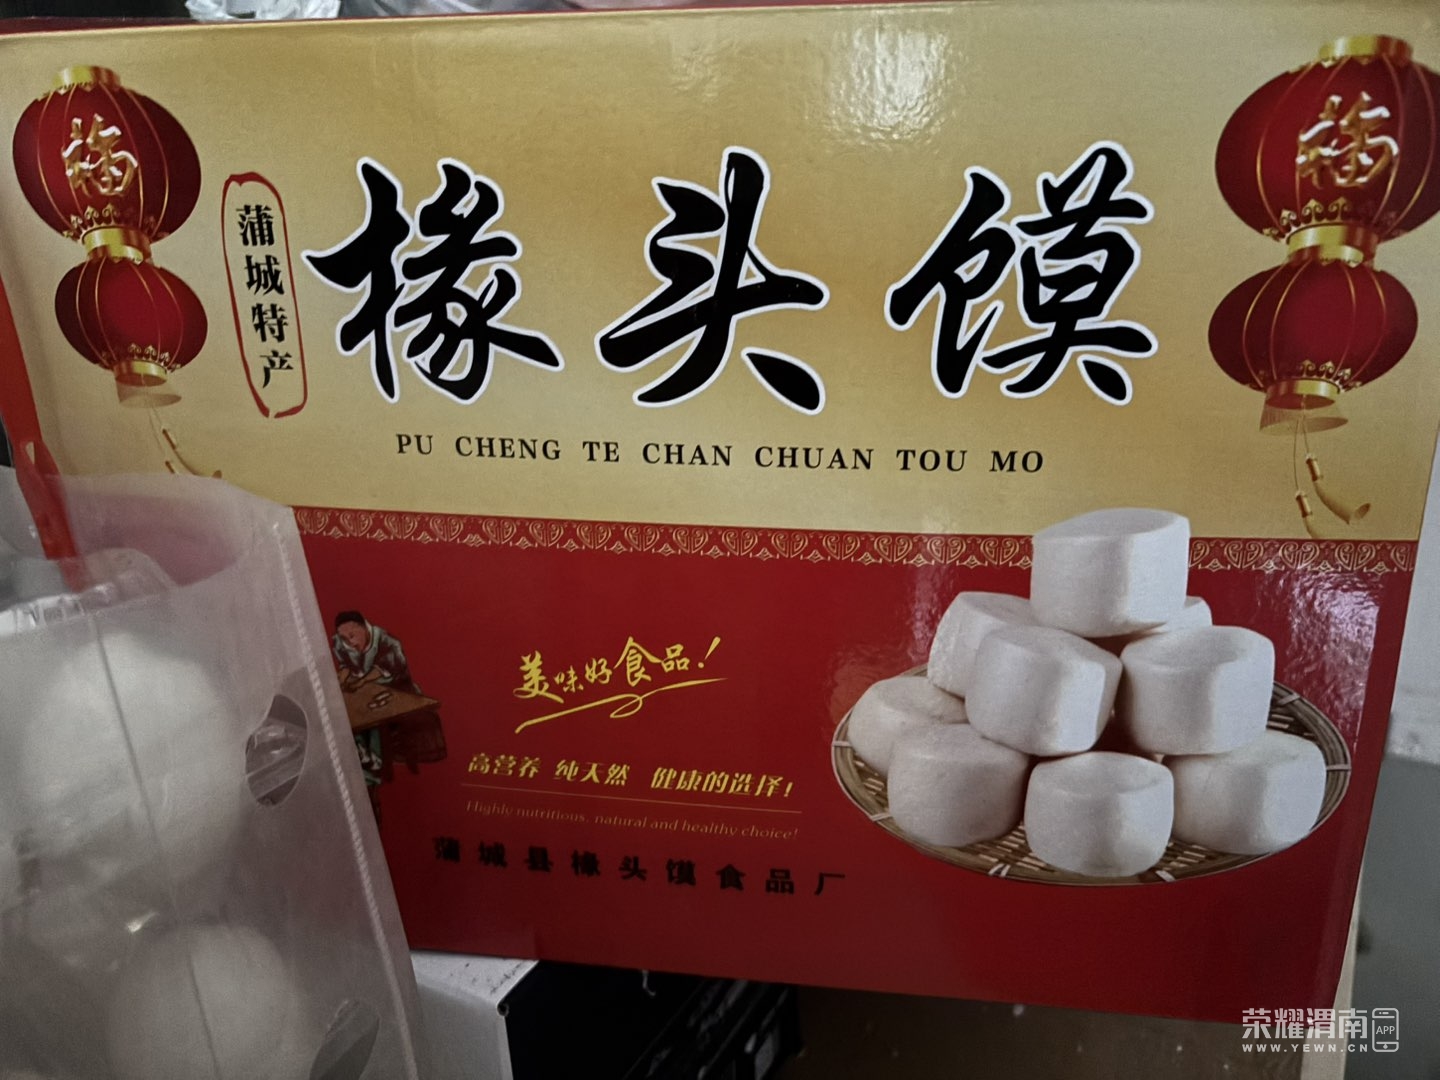 福
福
蒲城特产
椽头馍
PU CHENG TE CHAN CHUAN TOU MO
美味好食品！
高营养 纯天然 健康的选择！
Highly nutritious, natural and healthy choice!
蒲城县椽头馍食品厂
荣耀渭南 APP
WWW.YEWN.CN